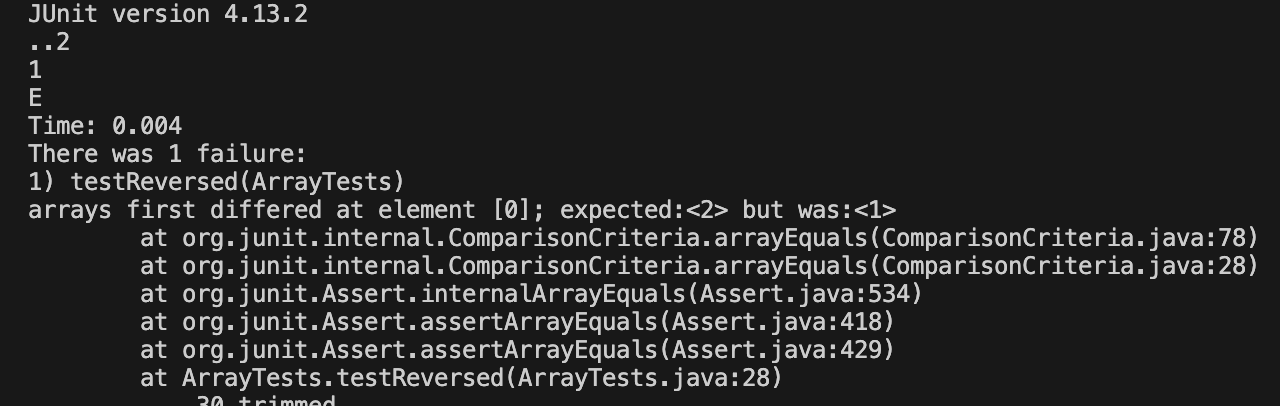 JUnit version 4.13.2
..2
1
E
Time: 0.004
There was 1 failure:
1) testReversed(ArrayTests)
arrays first differed at element [0]; expected:<2> but was:<1>
at org.junit.internal.ComparisonCriteria.arrayEquals(ComparisonCriteria.java:78)
at org.junit.internal.ComparisonCriteria.arrayEquals(ComparisonCriteria.java:28)
at org.junit.Assert.internalArrayEquals(Assert.java:534)
at org.junit.Assert.assertArrayEquals(Assert.java:418)
at org.junit.Assert.assertArrayEquals(Assert.java:429)
at ArrayTests.testReversed(ArrayTests.java:28)
30 trimmed